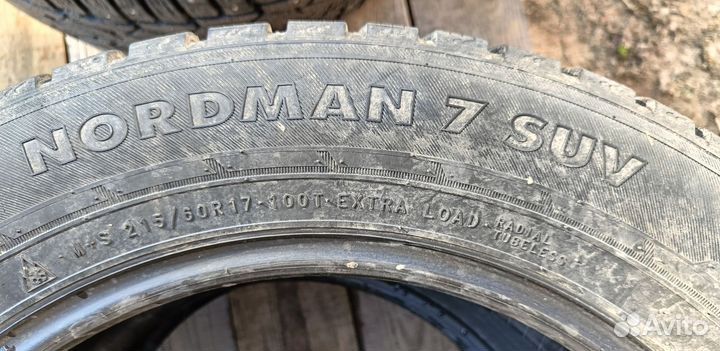 NORDMAN 7 SUV
M+S 215/60R17-100T-EXTRA LOAD-RADIAL
TUBELESS
Avito